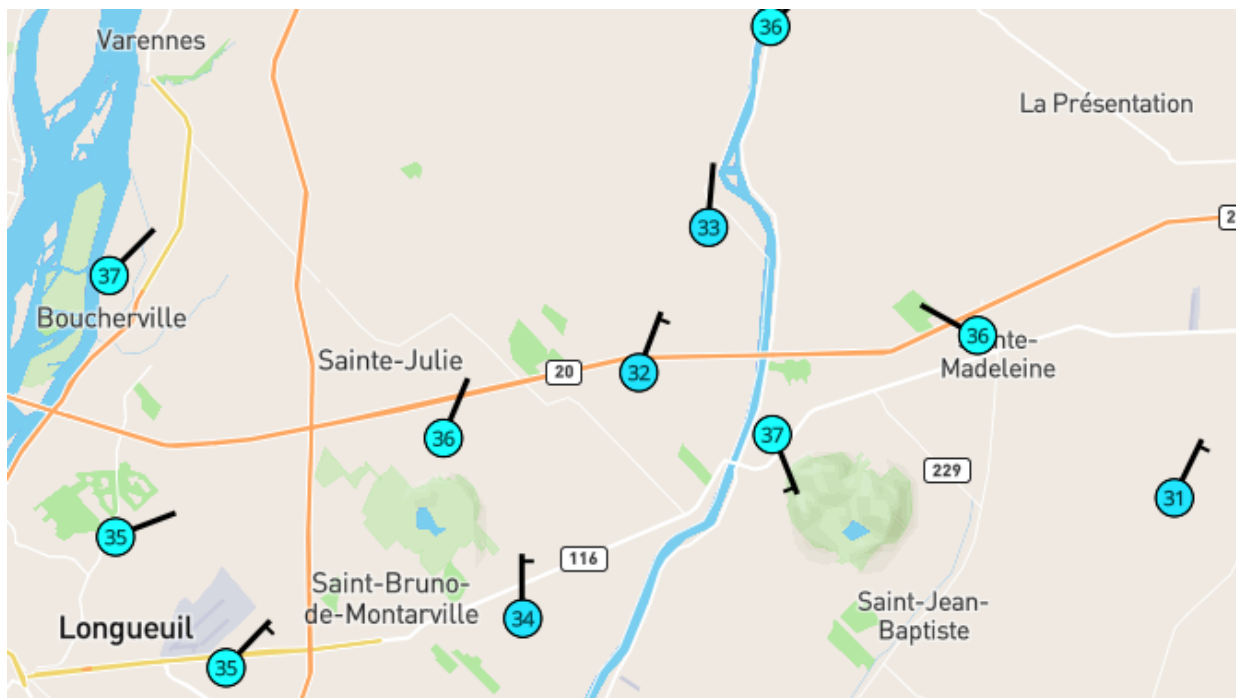 36
Varennes
La Présentation
33
37
Boucherville
36
Sainte-
Madeleine
Sainte-Julie
20
32
36
37
229
31
35
116
Saint-Bruno-
de-Montarville
34
Saint-Jean-
Baptiste
Longueuil
35